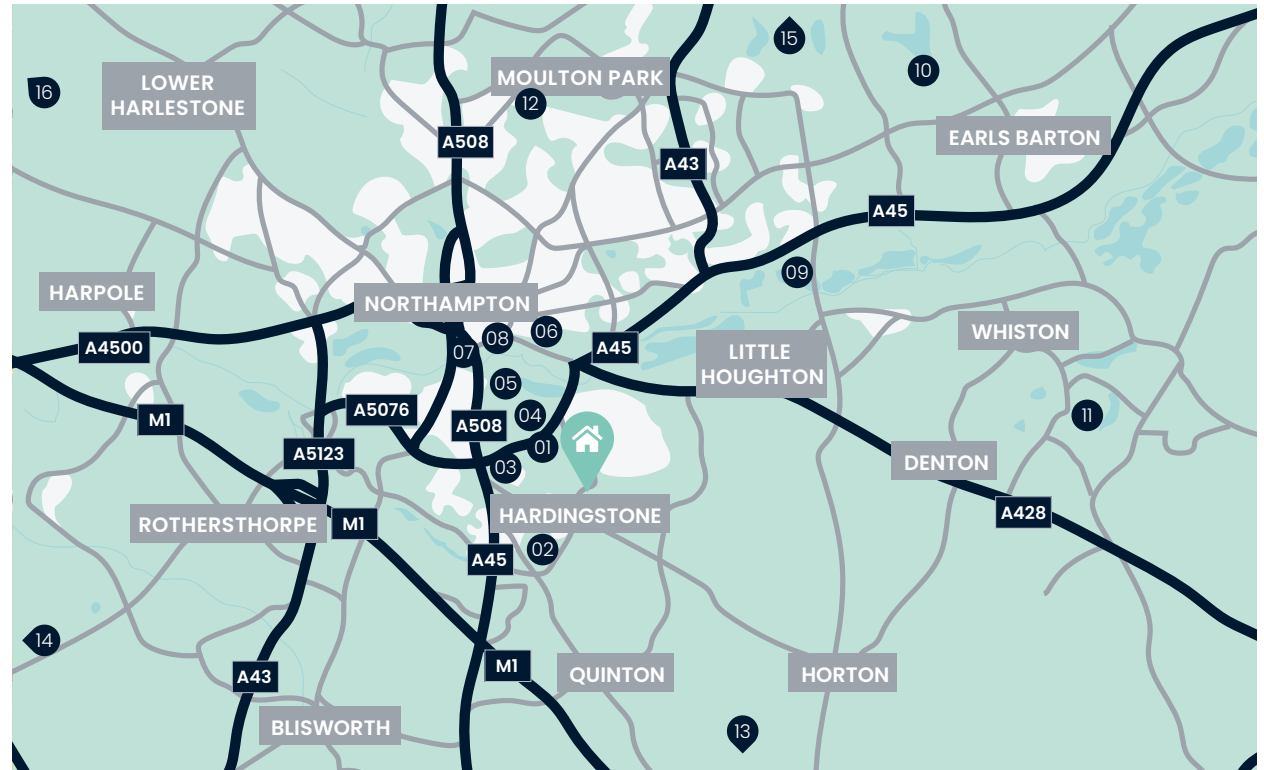 15
10
16
LOWER
HARLESTONE
MOULTON PARK
12
A508
EARLS BARTON
A43
A45
09
HARPOLE
NORTHAMPTON
A4500
07
08
06
A45
WHISTON
LITTLE
HOUGHTON
05
M1
A5076
A508
04
11
A5123
01
03
DENTON
ROTHERSTHORPE
M1
HARDINGSTONE
A428
A45
02
14
A43
M1
QUINTON
HORTON
BLISWORTH
13